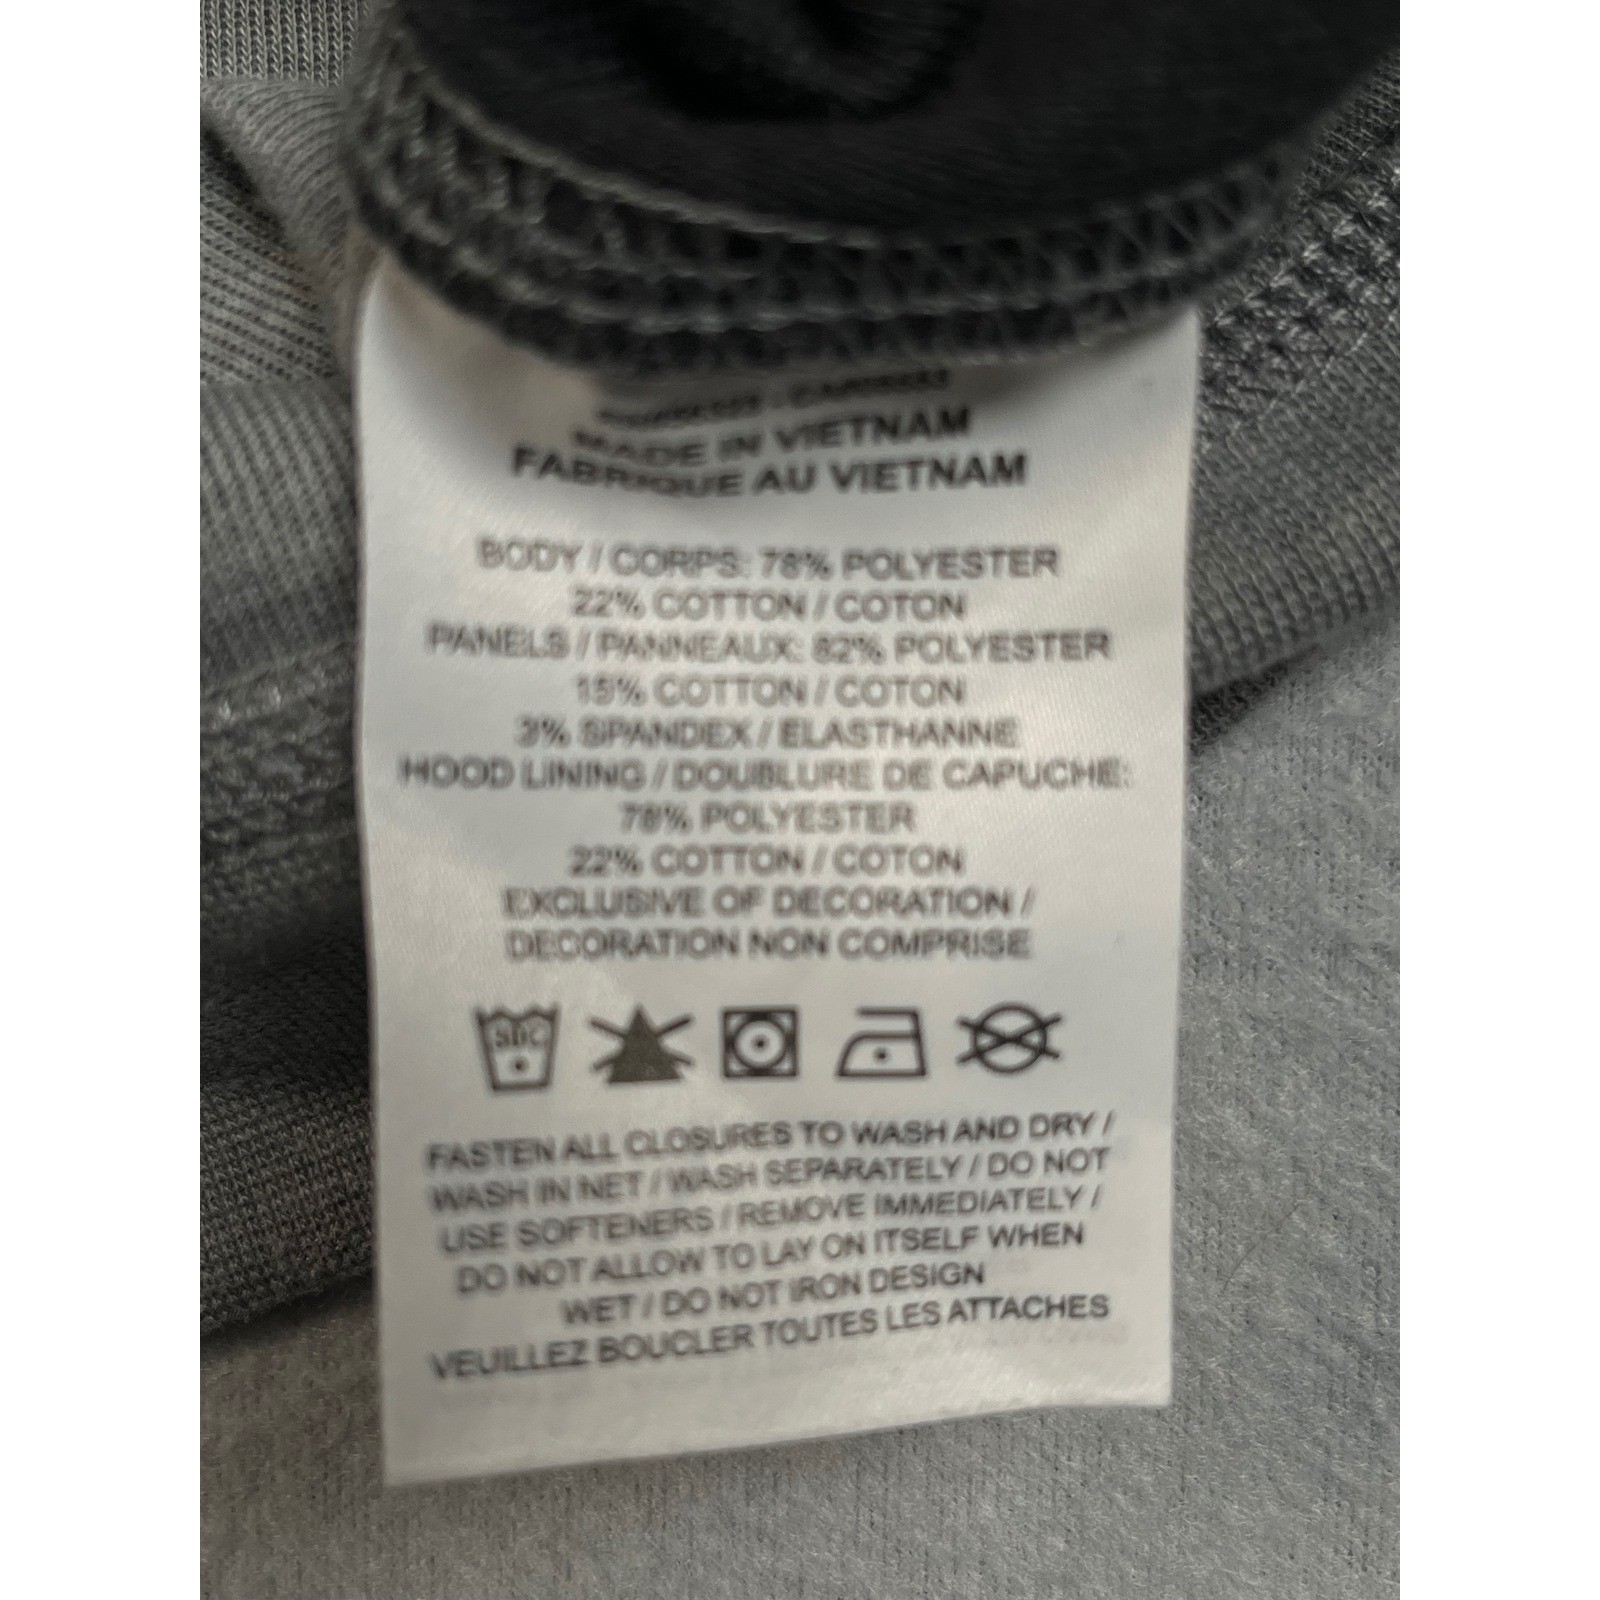 MADE IN VIETNAM
FABRIQUE AU VIETNAM
BODY / CORPS: 78% POLYESTER
22% COTTON / COTON
PANELS / PANNEAUX: 82% POLYESTER
15% COTTON / COTON
3% SPANDEX / ELASTHANNE
HOOD LINING / DOUBLURE DE CAPUCHE:
78% POLYESTER
22% COTTON / COTON
EXCLUSIVE OF DECORATION /
DECORATION NON COMPRISE
SDC
FASTEN ALL CLOSURES TO WASH AND DRY /
WASH IN NET / WASH SEPARATELY / DO NOT
USE SOFTENERS / REMOVE IMMEDIATELY /
DO NOT ALLOW TO LAY ON ITSELF WHEN
WET / DO NOT IRON DESIGN
VEUILLEZ BOUCLER TOUTES LES ATTACHES